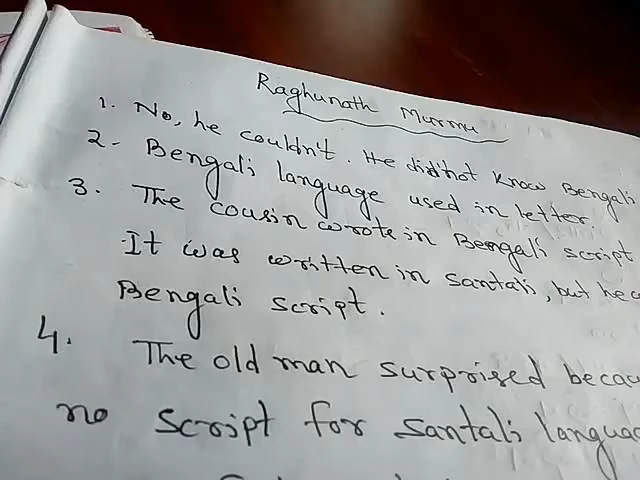 Raghunath Murmu
1. No, he couldn't. He did not know Bengali
2. Bengali language used in letter.
3. The cousin wrote in Bengali script
It was written in Santali, but he
Bengali script.
4. The old man surprised
no script for santali